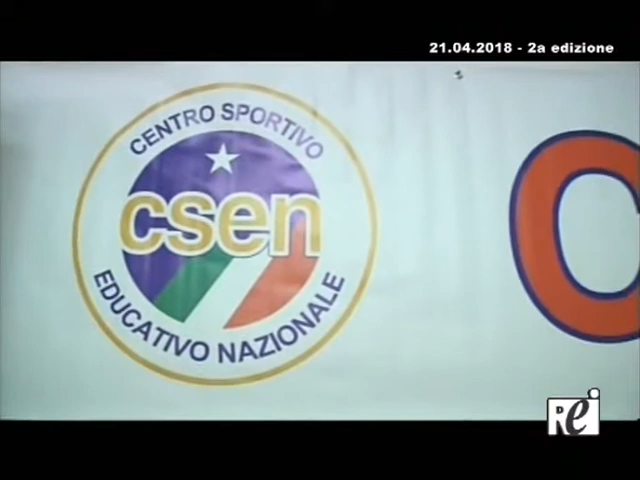 21.04.2018 - 2a edizione
CENTRO SPORTIVO
csen
EDUCATIVO NAZIONALE
Rei